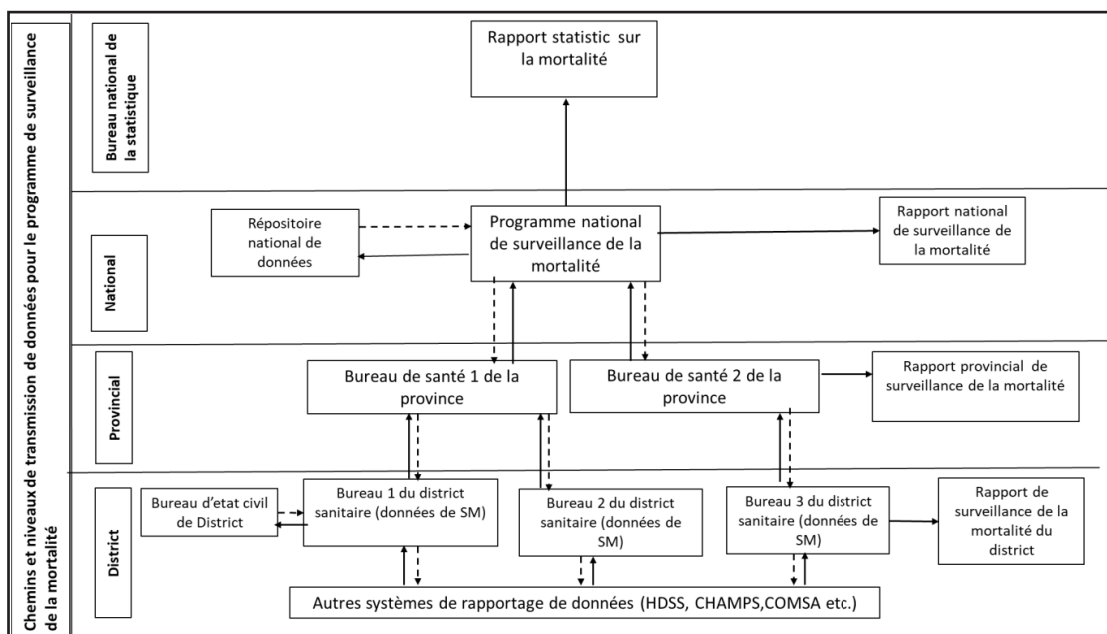 Chemins et niveaux de transmission de données pour le programme de surveillance
de la mortalité
Bureau national de
la statistique
Rapport statistic sur
la mortalité
National
Répositoire
national de
données
Programme national
de surveillance de la
mortalité
Rapport national
de surveillance de
la mortalité
Provincial
Bureau de santé 1 de la
province
Bureau de santé 2 de la
province
Rapport provincial de
surveillance de la mortalité
District
Bureau d'etat civil
de District
Bureau 1 du district
sanitaire (données de SM)
Bureau 2 du district
sanitaire (données de
SM)
Bureau 3 du district
sanitaire (données de
SM)
Rapport de
surveillance de la
mortalité du
district
Autres systèmes de rapportage de données (HDSS, CHAMPS,COMSA etc.)